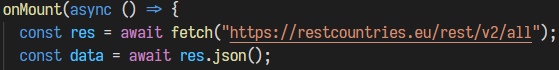 onMount(async () => {
const res = await fetch("https://restcountries.eu/rest/v2/all");
const data = await res.json();